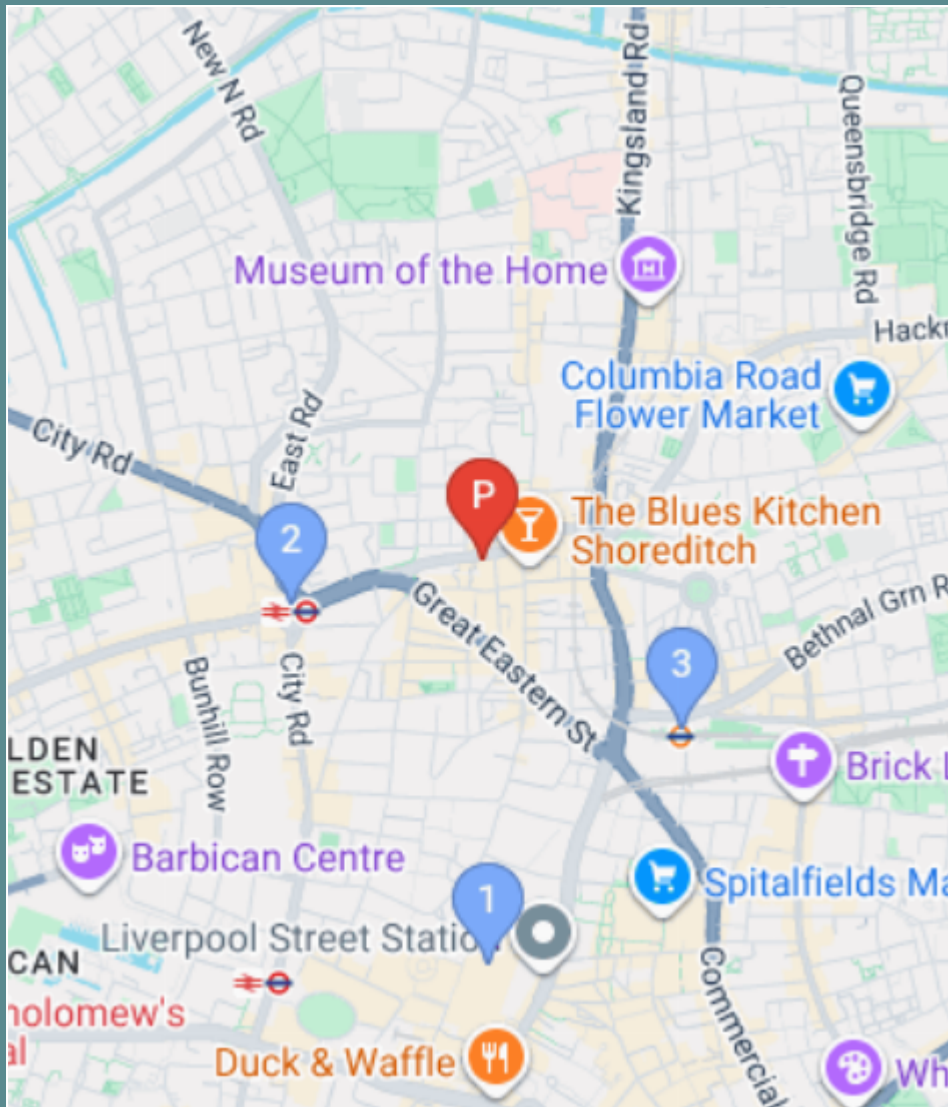 New N Rd
Kingsland Rd
Queensbridge Rd
Museum of the Home
Columbia Road
Flower Market
East Rd
City Rd
P
The Blues Kitchen
Shoreditch
2
Great Eastern St
Bethnal Grn
3
City Rd
Bunhill Row
LDEN
ESTATE
Brick
Barbican Centre
1
Spitalfields
Liverpool Street Station
CAN
holomew's
al
Duck & Waffle
Commercial
Wh